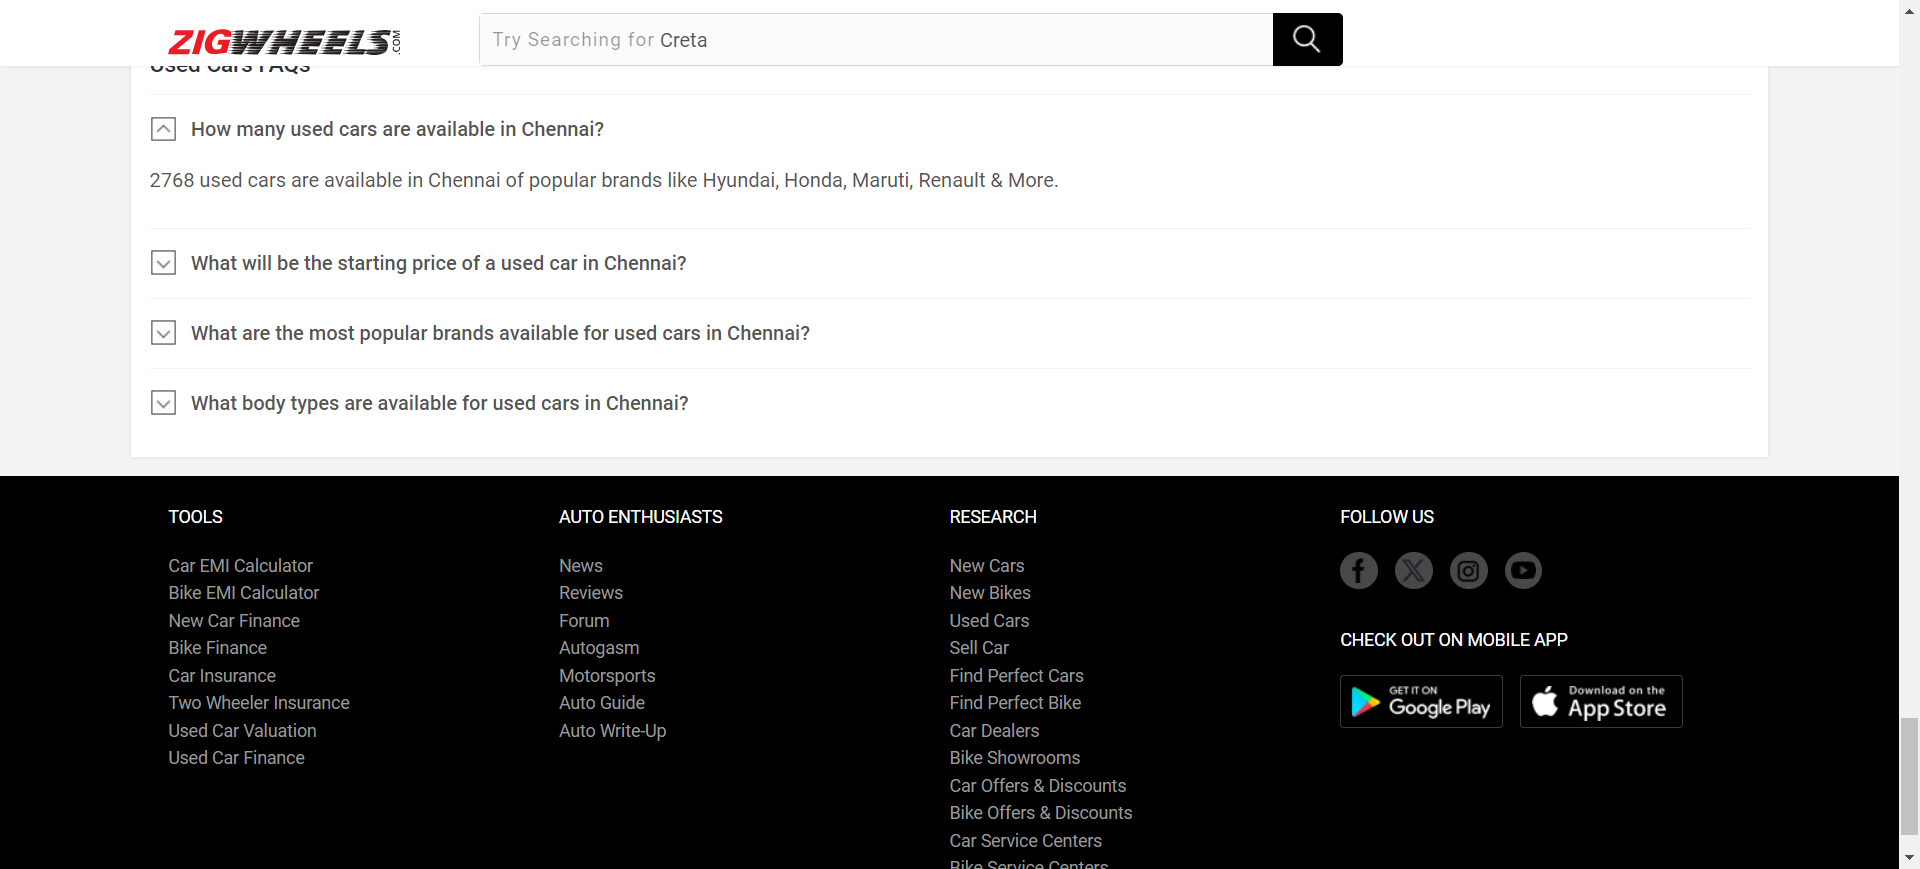 ZIGWHEELS.COM
Try Searching for Creta
Used Cars FAQs
How many used cars are available in Chennai?
2768 used cars are available in Chennai of popular brands like Hyundai, Honda, Maruti, Renault & More.
What will be the starting price of a used car in Chennai?
What are the most popular brands available for used cars in Chennai?
What body types are available for used cars in Chennai?
TOOLS
Car EMI Calculator
Bike EMI Calculator
New Car Finance
Bike Finance
Car Insurance
Two Wheeler Insurance
Used Car Valuation
Used Car Finance
AUTO ENTHUSIASTS
News
Reviews
Forum
Autogasm
Motorsports
Auto Guide
Auto Write-Up
RESEARCH
New Cars
New Bikes
Used Cars
Sell Car
Find Perfect Cars
Find Perfect Bike
Car Dealers
Bike Showrooms
Car Offers & Discounts
Bike Offers & Discounts
Car Service Centers
Bike Service Centers
FOLLOW US
CHECK OUT ON MOBILE APP
GET IT ON
Google Play
Download on the
App Store